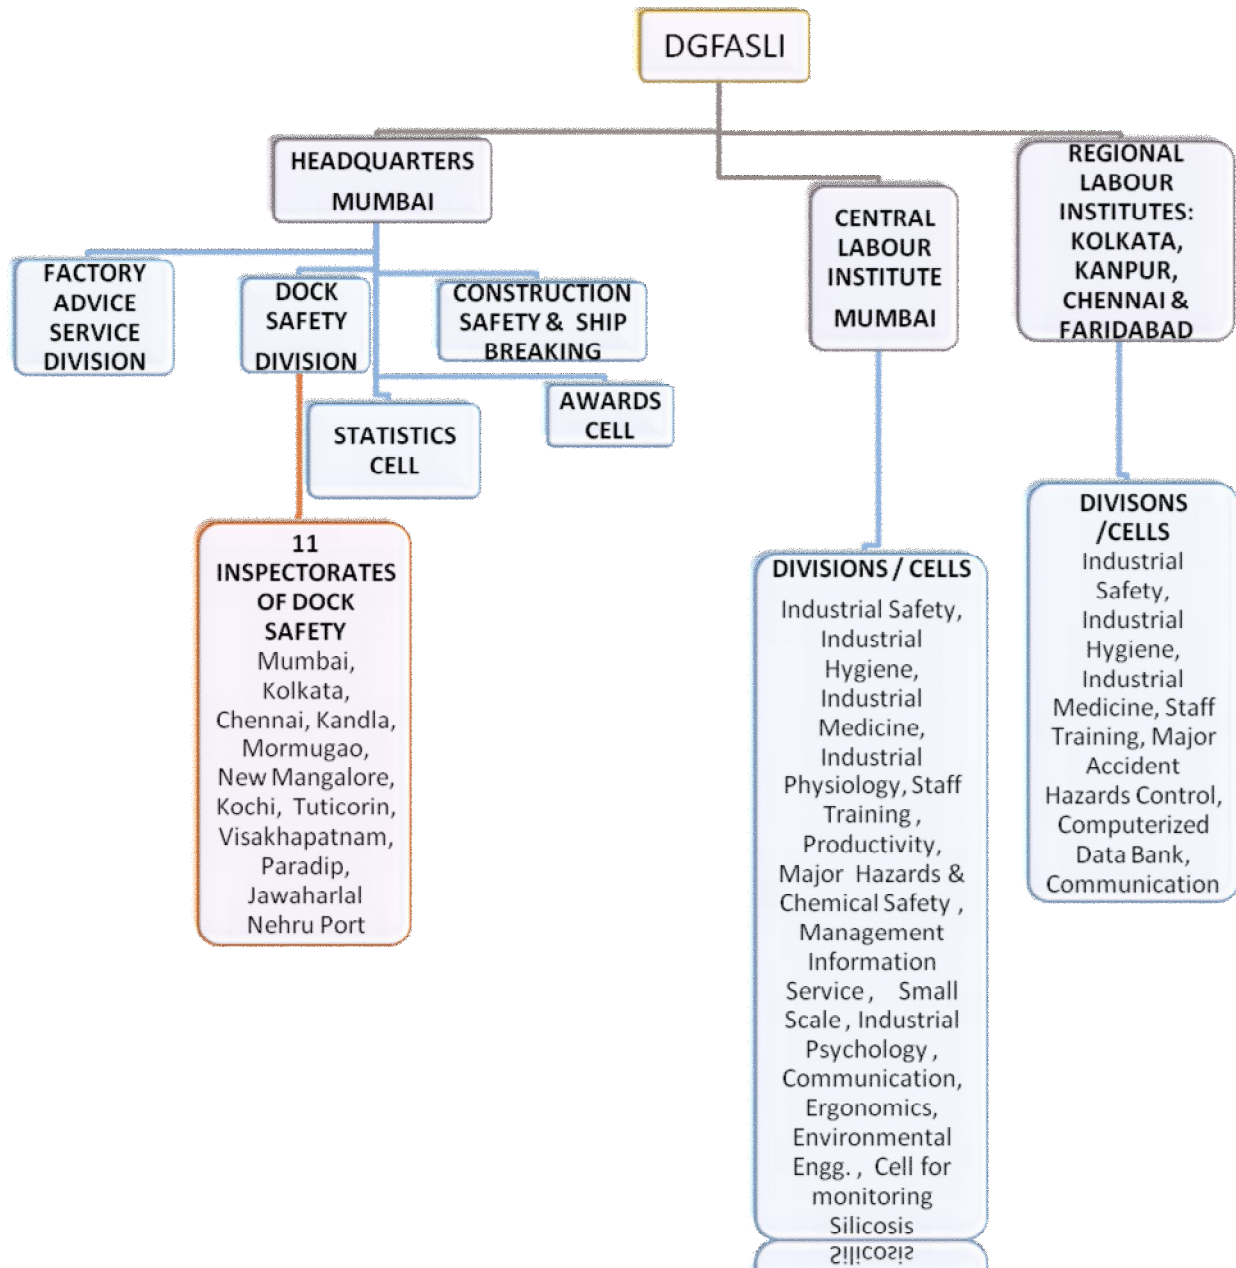 DGFASLI
HEADQUARTERS
MUMBAI
FACTORY
ADVICE
SERVICE
DIVISION
DOCK
SAFETY
DIVISION
CONSTRUCTION
SAFETY & SHIP
BREAKING
STATISTICS
CELL
AWARDS
CELL
11
INSPECTORATES
OF DOCK
SAFETY
Mumbai,
Kolkata,
Chennai, Kandla,
Mormugao,
New Mangalore,
Kochi, Tuticorin,
Visakhapatnam,
Paradip,
Jawaharlal
Nehru Port
CENTRAL
LABOUR
INSTITUTE
MUMBAI
DIVISIONS / CELLS
Industrial Safety,
Industrial
Hygiene,
Industrial
Medicine,
Industrial
Physiology, Staff
Training ,
Productivity,
Major Hazards &
Chemical Safety ,
Management
Information
Service , Small
Scale , Industrial
Psychology ,
Communication,
Ergonomics,
Environmental
Engg. , Cell for
monitoring
Silicosis
REGIONAL
LABOUR
INSTITUTES:
KOLKATA,
KANPUR,
CHENNAI &
FARIDABAD
DIVISONS
/CELLS
Industrial
Safety,
Industrial
Hygiene,
Industrial
Medicine, Staff
Training, Major
Accident
Hazards Control,
Computerized
Data Bank,
Communication